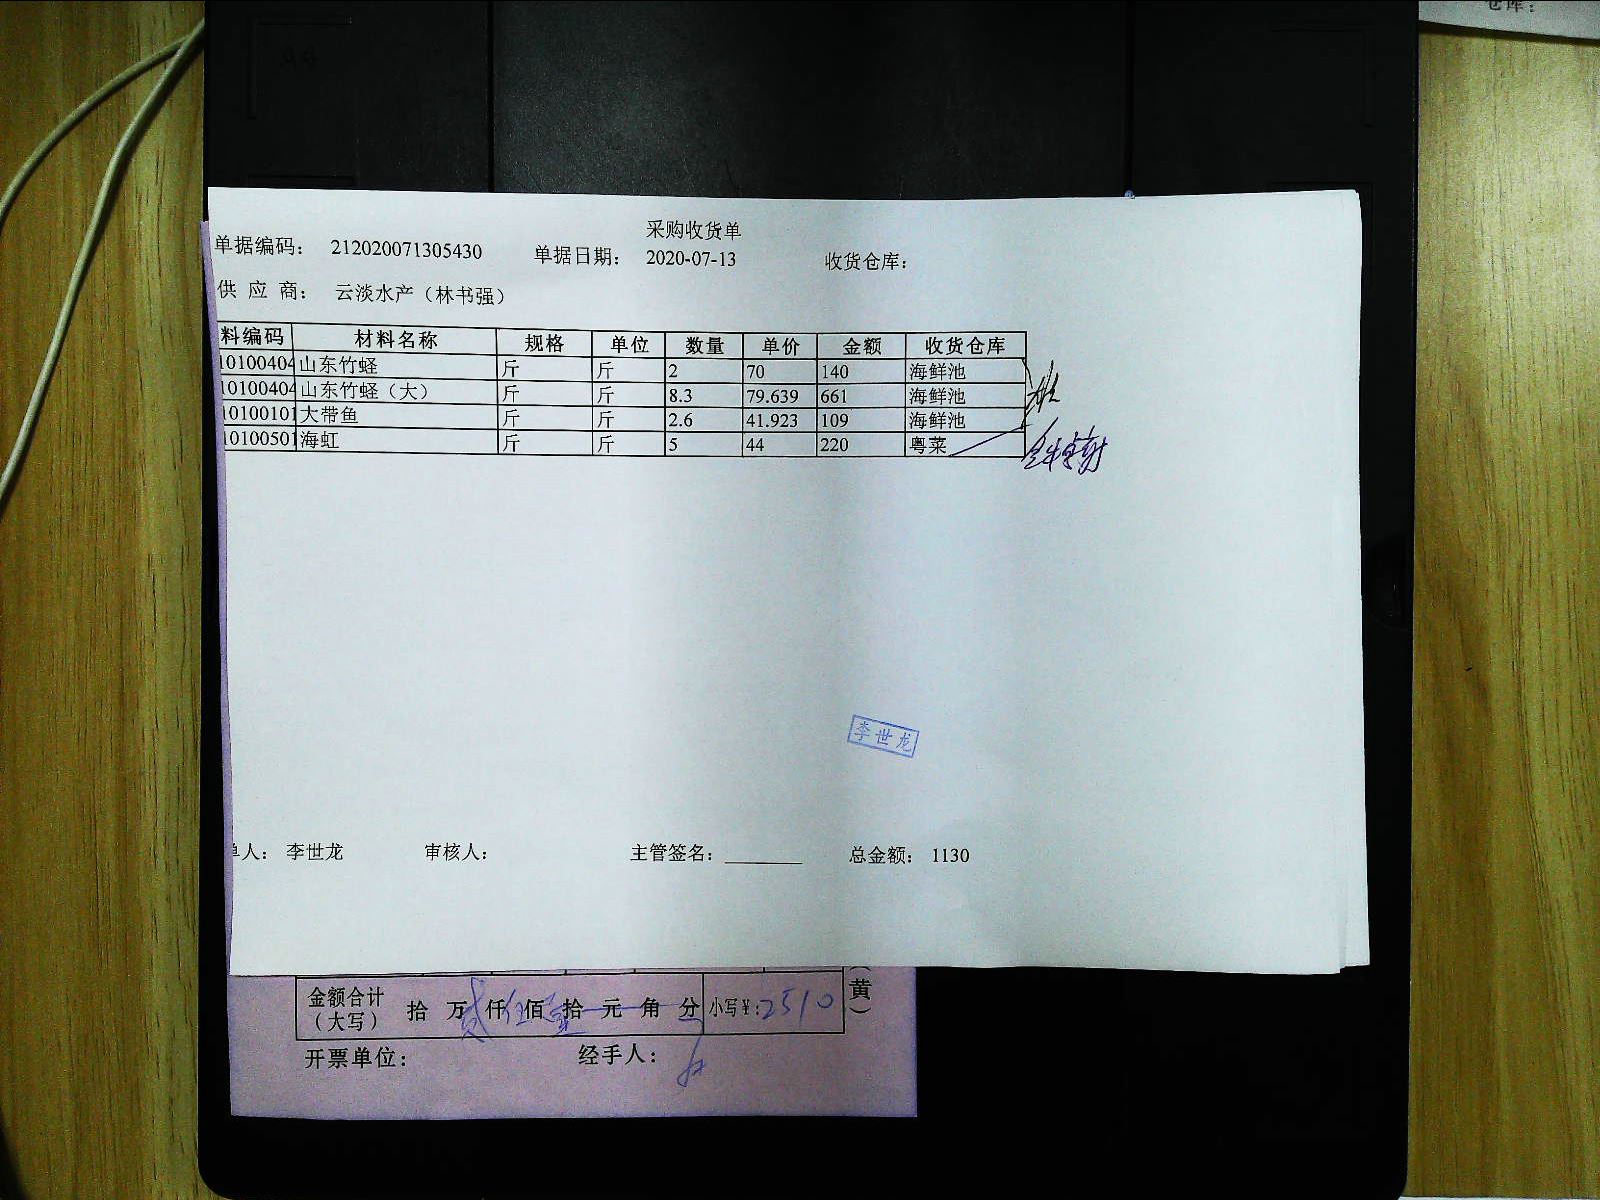 仓库：
采购收货单
单据编码： 212020071305430 单据日期： 2020-07-13 收货仓库：
供 应 商： 云淡水产（林书强）
料编码 材料名称 规格 单位 数量 单价 金额 收货仓库
10100404 山东竹蛏 斤 斤 2 70 140 海鲜池
10100404 山东竹蛏（大） 斤 斤 8.3 79.639 661 海鲜池
10100101 大带鱼 斤 斤 2.6 41.923 109 海鲜池
10100501 海虹 斤 斤 5 44 220 粤菜
李世龙
单人： 李世龙 审核人： 主管签名： 总金额： 1130
金额合计（大写） 拾 万 贰 仟 伍 佰 壹 拾 元 角 分 小写¥：2510
（黄）
开票单位： 经手人：